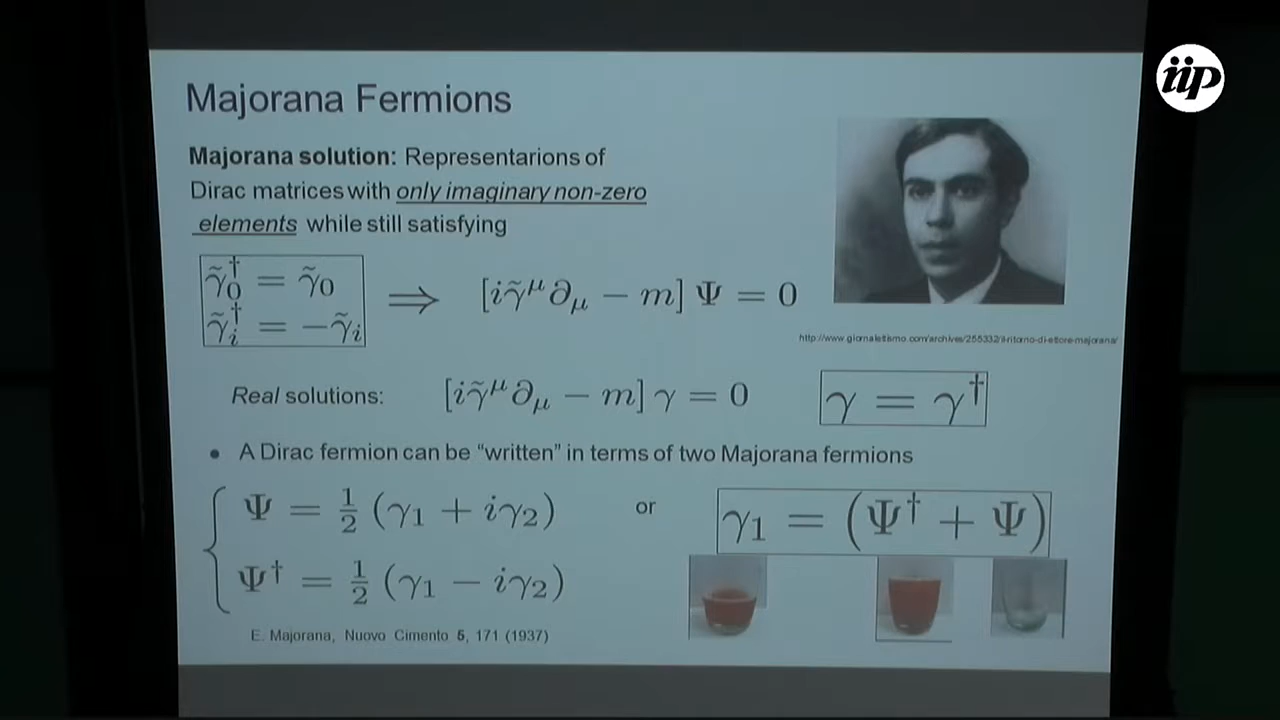 iip
Majorana Fermions
Majorana solution: Representarions of
Dirac matrices with only imaginary non-zero
elements while still satisfying
γ̃₀† = γ̃₀
γ̃ᵢ† = −γ̃ᵢ
⇒ [iγ̃^μ ∂_μ − m] Ψ = 0
Real solutions: [iγ̃^μ ∂_μ − m] γ = 0
γ = γ†
• A Dirac fermion can be “written” in terms of two Majorana fermions
Ψ = 1/2 (γ₁ + iγ₂)
or
γ₁ = (Ψ† + Ψ)
Ψ† = 1/2 (γ₁ − iγ₂)
E. Majorana, Nuovo Cimento 5, 171 (1937)